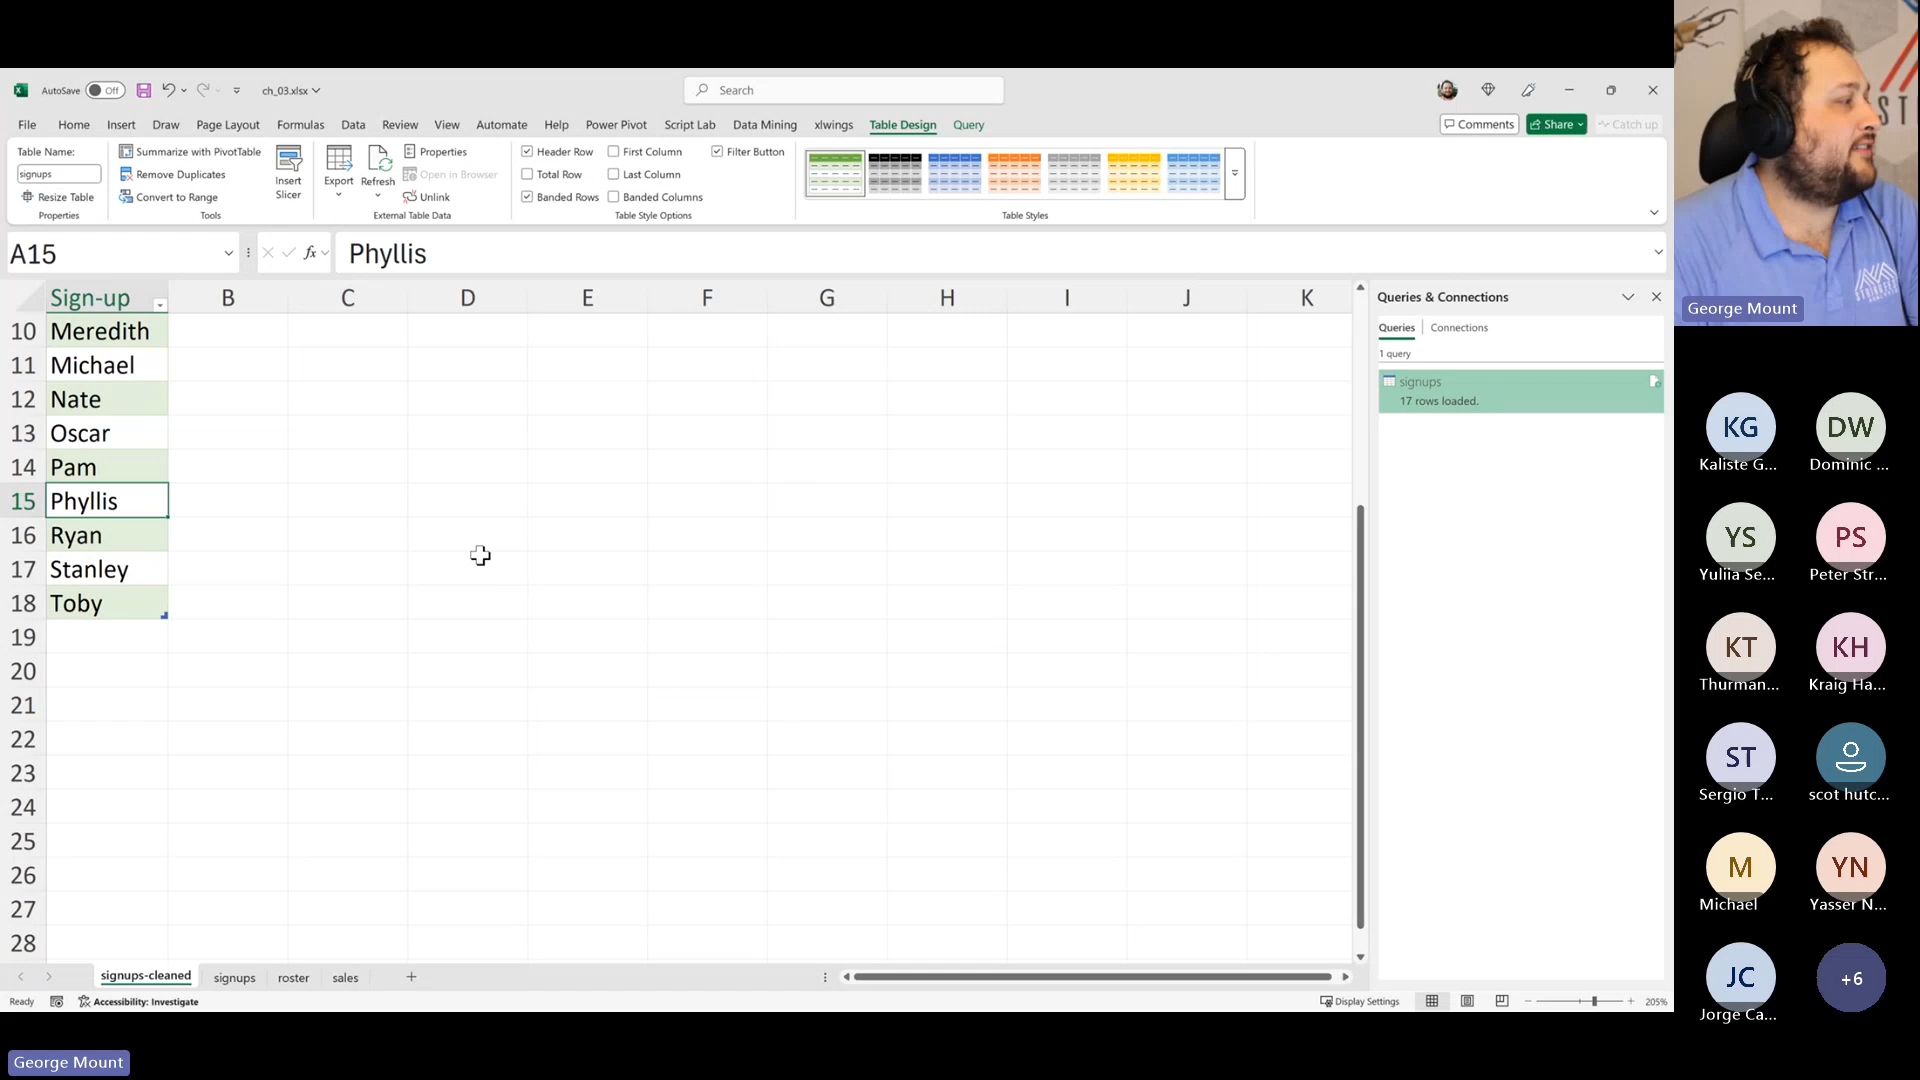 AutoSave Off ch_03.xlsx Search
File Home Insert Draw Page Layout Formulas Data Review View Automate Help Power Pivot Script Lab Data Mining xlwings Table Design Query Comments Share Catch up
Table Name:
signups
Resize Table
Properties
Summarize with PivotTable
Remove Duplicates
Convert to Range
Tools
Insert
Slicer
Export
Refresh
Properties
Open in Browser
Unlink
External Table Data
Header Row First Column Filter Button
Total Row Last Column
Banded Rows Banded Columns
Table Style Options
Table Styles
A15 fx Phyllis
Sign-up B C D E F G H I J K
10 Meredith
11 Michael
12 Nate
13 Oscar
14 Pam
15 Phyllis
16 Ryan
17 Stanley
18 Toby
19
20
21
22
23
24
25
26
27
28
signups-cleaned signups roster sales
Ready Accessibility: Investigate Display Settings 205%
Queries & Connections
Queries Connections
1 query
signups
17 rows loaded.
George Mount
KG DW
Kaliste G... Dominic ...
YS PS
Yuliia Se... Peter Str...
KT KH
Thurman... Kraig Ha...
ST
Sergio T... scot hutc...
M YN
Michael Yasser N...
JC +6
Jorge Ca...
George Mount